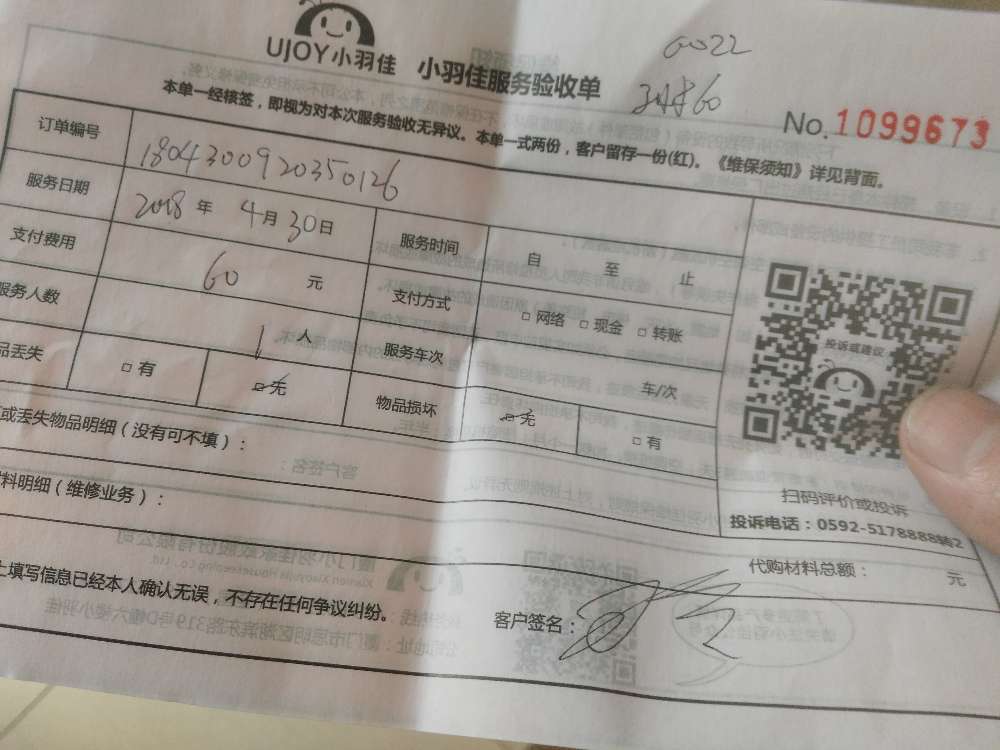 UJOY小羽佳 小羽佳服务验收单
6022
No.1099673
本单一经核签，即视为对本次服务验收无异议。本单一式两份，客户留存一份(红)。《维保须知》详见背面。
订单编号 1804300920350126
服务日期 2018 年 4 月 30 日 服务时间 自 至 止
支付费用 60 元 支付方式 □ 网络 □ 现金 □ 转账
服务人数 1 人 服务车次 车/次
品丢失 □ 有 □ 无 物品损坏 □ 无 □ 有
或丢失物品明细（没有可不填）：
料明细（维修业务）：
投诉或建议
扫码评价或投诉
投诉电话：0592-5178888转2
代购材料总额： 元
上填写信息已经本人确认无误，不存在任何争议纠纷。 客户签名：